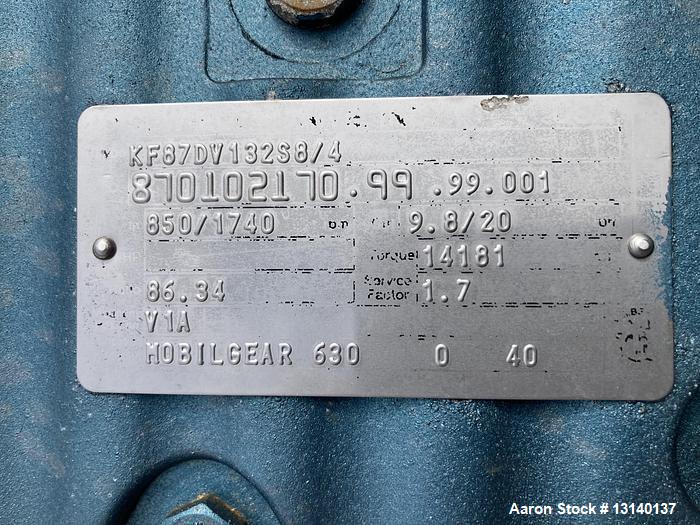 KF87DV132S8/4
870102170.99.99.001
850/1740 9.8/20
Torque 14181
86.34 Service Factor 1.7
V1A
MOBILGEAR 630 0 40
Aaron Stock # 13140137